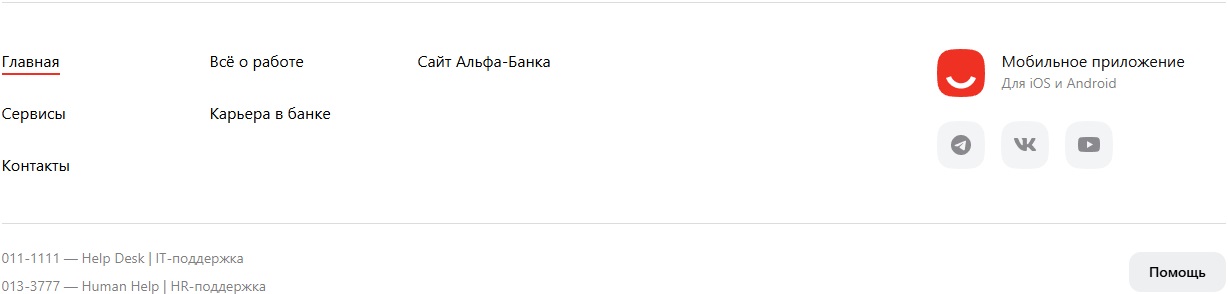 Главная
Всё о работе
Сайт Альфа-Банка
Мобильное приложение
Для iOS и Android
Сервисы
Карьера в банке
Контакты
011-1111 — Help Desk | IT-поддержка
013-3777 — Human Help | HR-поддержка
Помощь